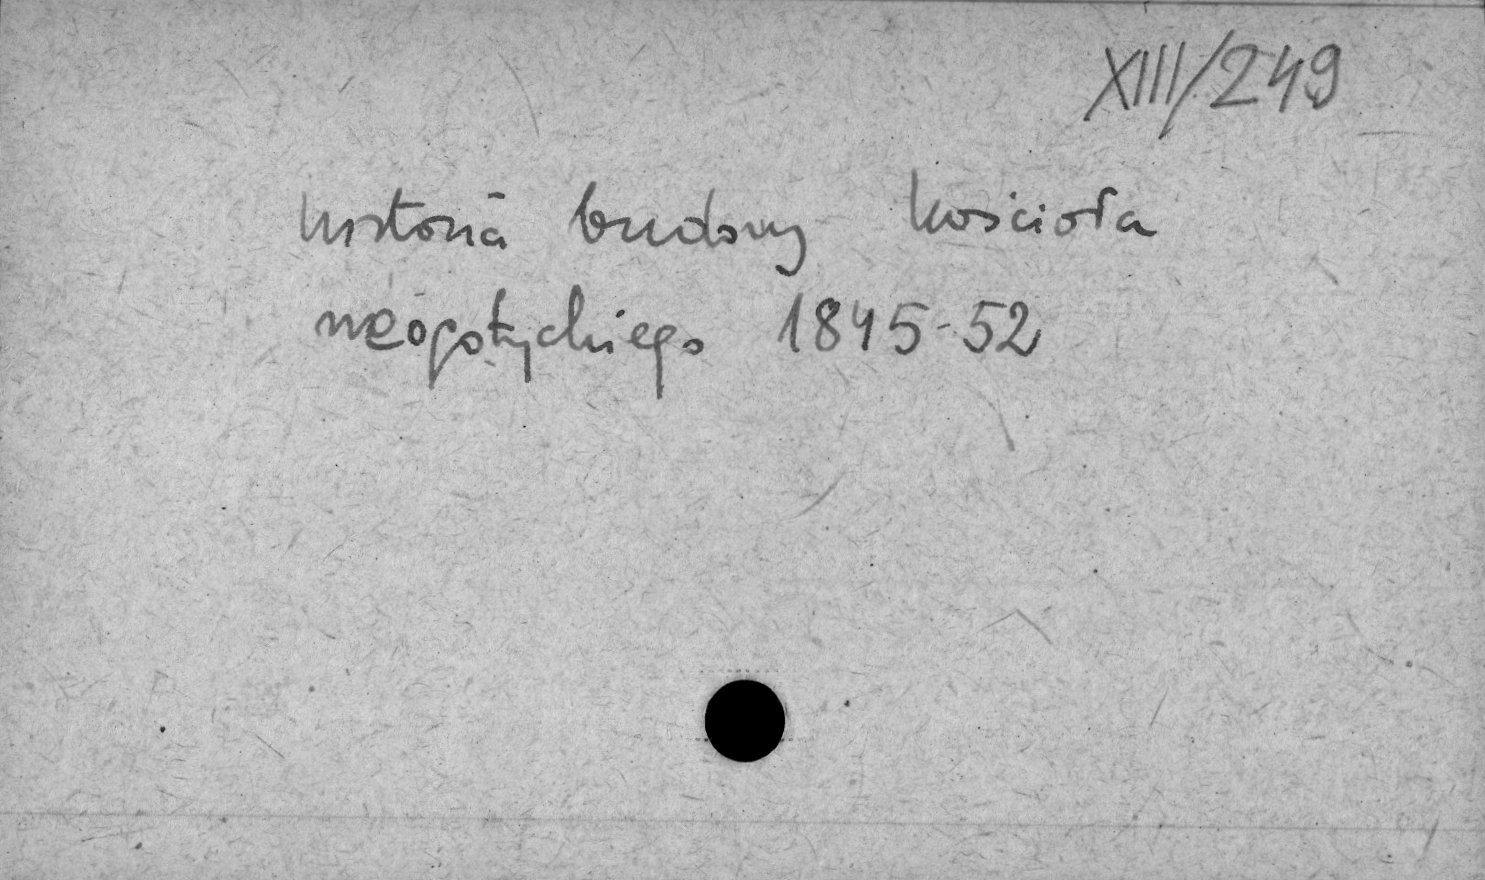 XIII/249
historia budowy kościoła
neogotyckiego 1845-52